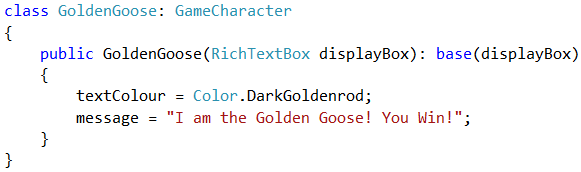 class GoldenGoose: GameCharacter
{
    public GoldenGoose(RichTextBox displayBox): base(displayBox)
    {
        textColour = Color.DarkGoldenrod;
        message = "I am the Golden Goose! You Win!";
    }
}